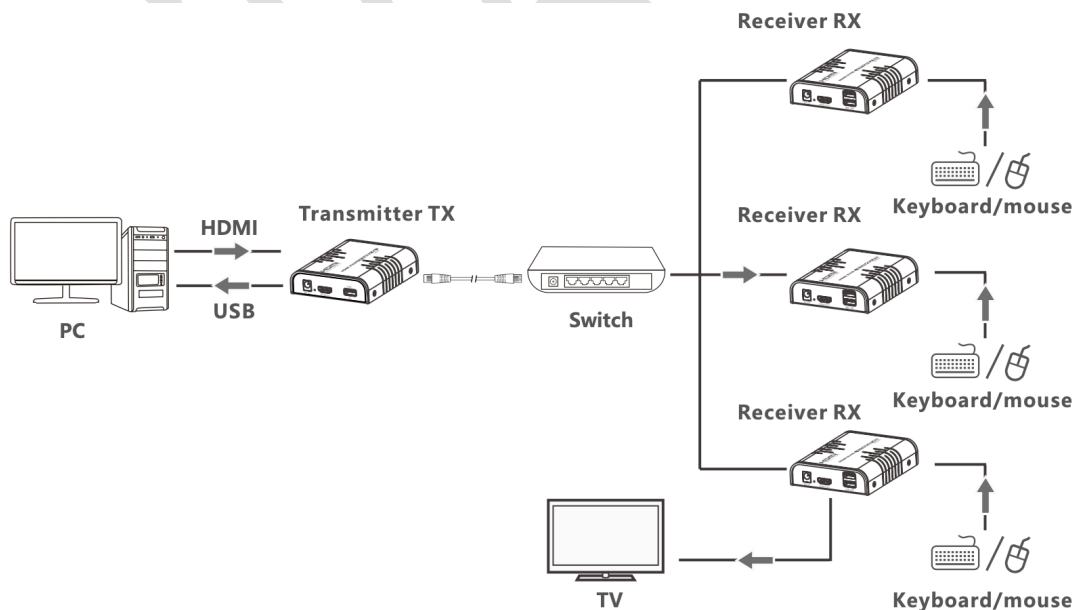 Receiver RX
Keyboard/mouse
HDMI
Transmitter TX
USB
PC
Switch
Receiver RX
Keyboard/mouse
Receiver RX
TV
Keyboard/mouse